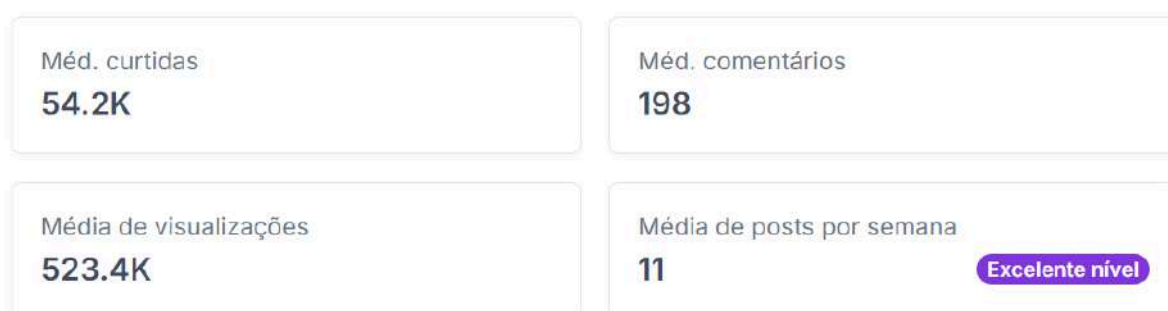 Méd. curtidas
54.2K
Méd. comentários
198
Média de visualizações
523.4K
Média de posts por semana
11
Excelente nível